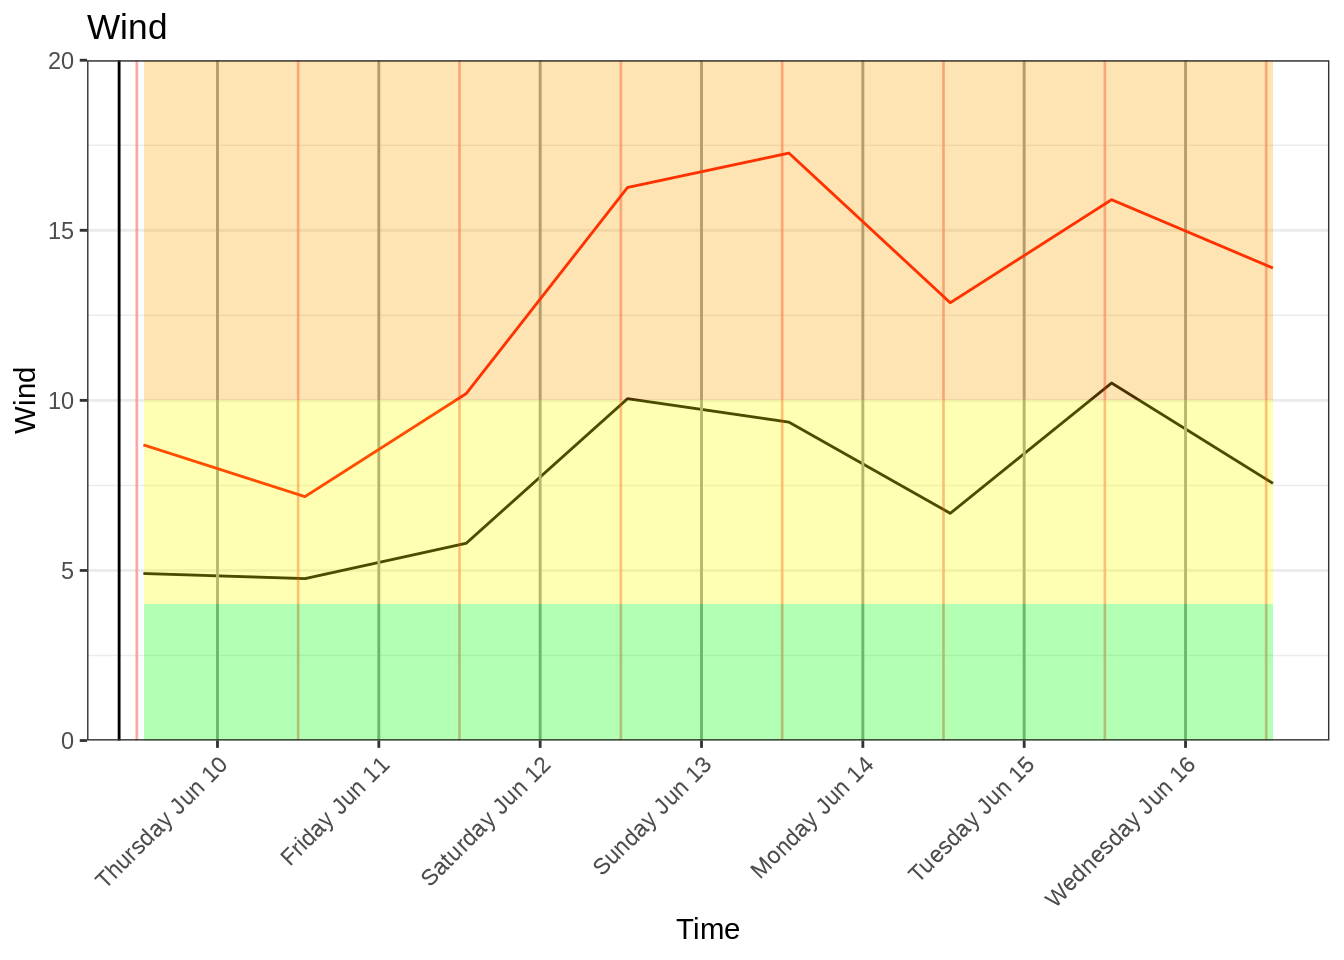 Wind
20
15
10
5
0
Wind
Thursday Jun 10
Friday Jun 11
Saturday Jun 12
Sunday Jun 13
Monday Jun 14
Tuesday Jun 15
Wednesday Jun 16
Time